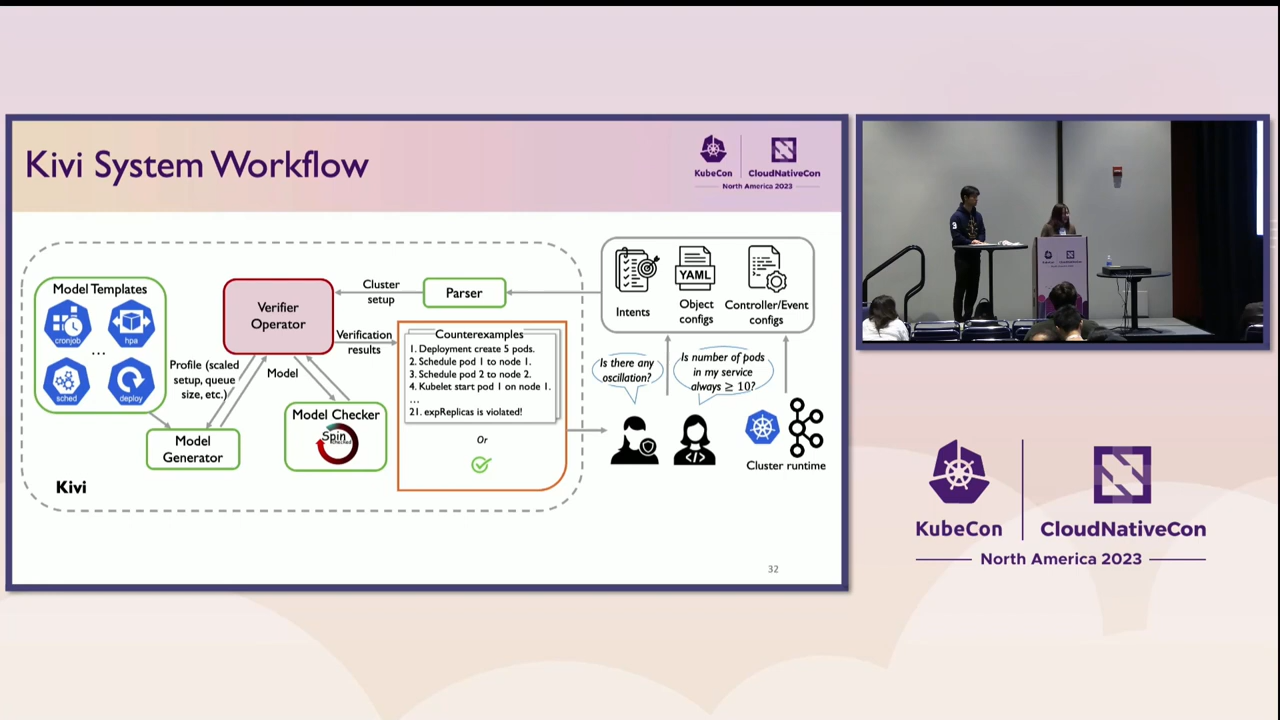 Kivi System Workflow
KubeCon
CloudNativeCon
North America 2023
Model Templates
cronjob
hpa
...
sched
deploy
Verifier
Operator
Cluster
setup
Parser
Verification
results
Profile (scaled
setup, queue
size, etc.)
Model
Model
Generator
Model Checker
Spin
Kivi
Counterexamples
1. Deployment create 5 pods.
2. Schedule pod 1 to node 1.
3. Schedule pod 2 to node 2.
4. Kubelet start pod 1 on node 1.
...
21. expReplicas is violated!
Or
Intents
YAML
Object
configs
Controller/Event
configs
Is there any
oscillation?
Is number of pods
in my service
always ≥ 10?
</>
Cluster runtime
32
3
KubeCon
CloudNativeCon
North America 2023